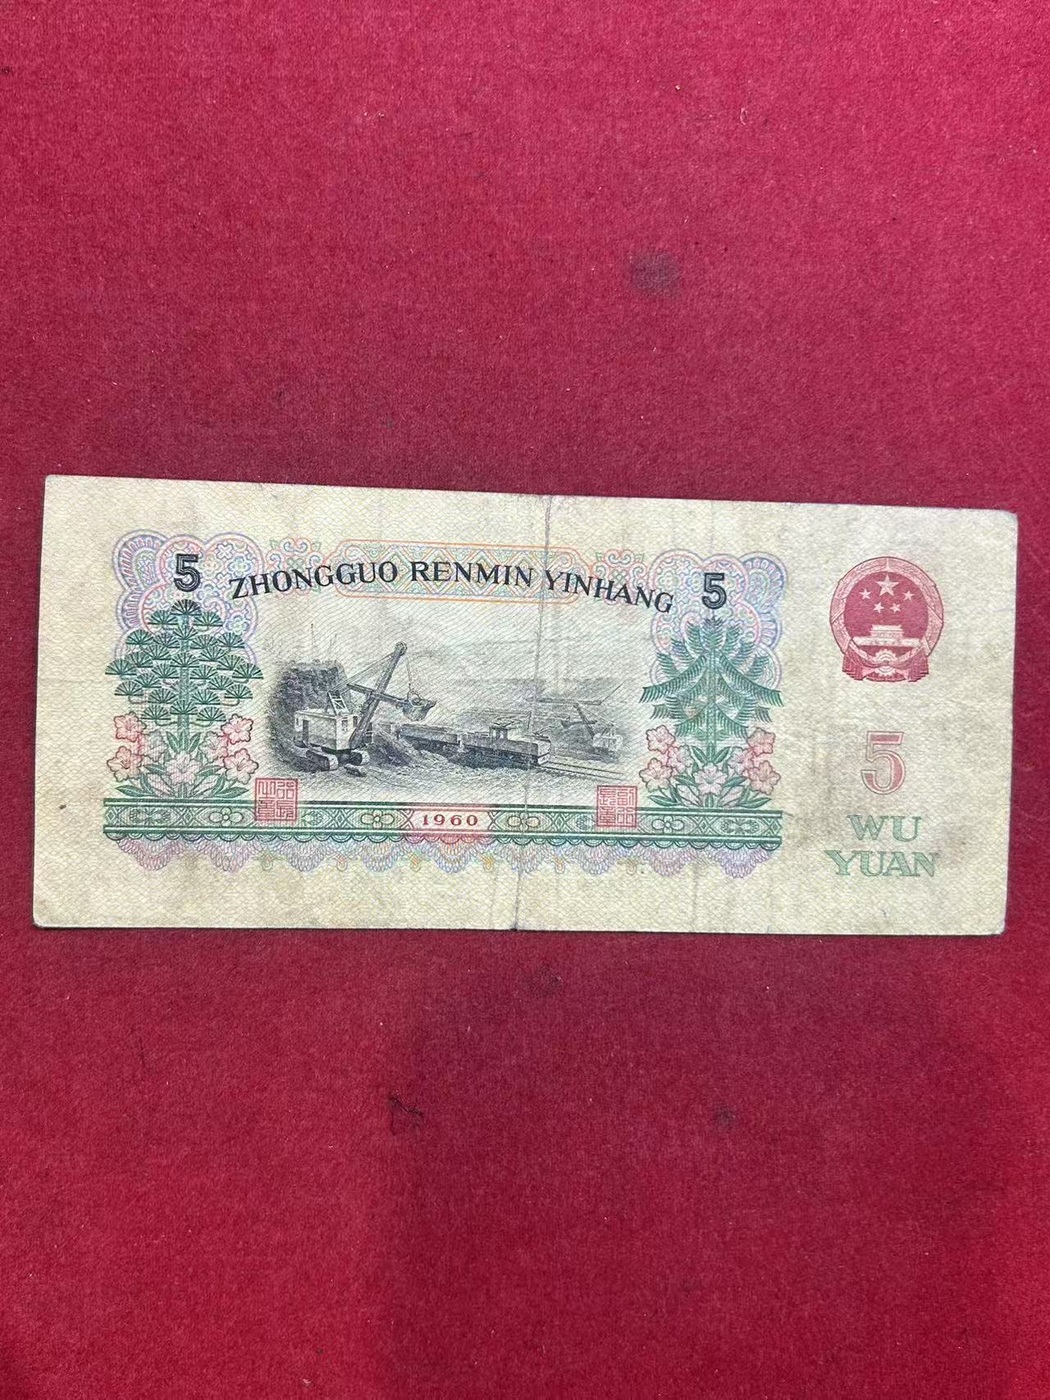 5 ZHONGGUO RENMIN YINHANG 5
5
WU
YUAN
1960